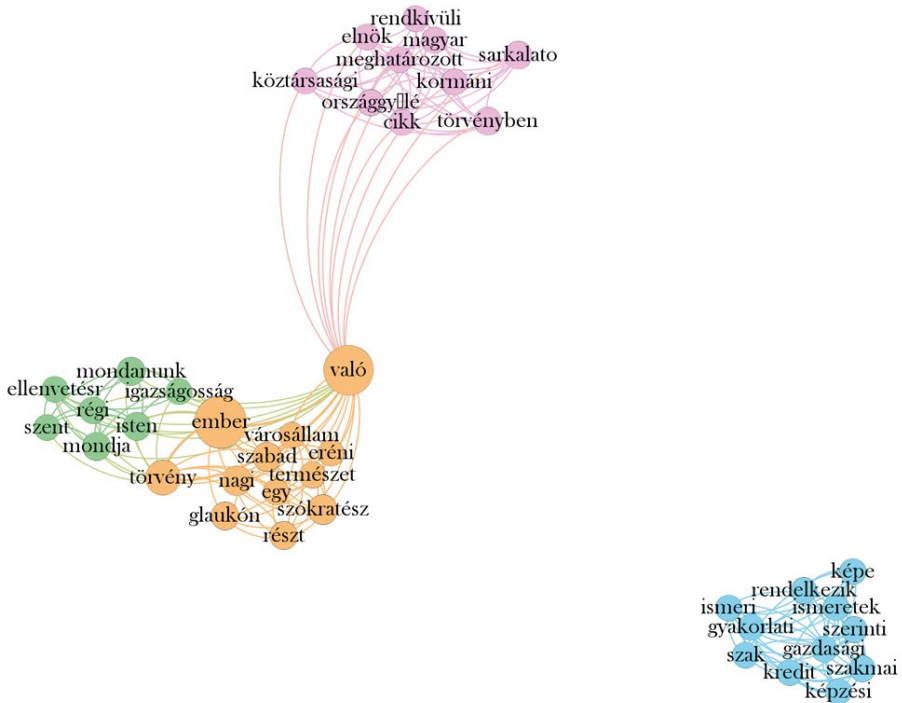 rendkívüli
elnök
magyar
meghatározott
sarkalato
köztársasági
kormáni
országgy▯lé
cikk
törvényben
való
mondanunk
ellenvetésr
igazságosság
régi
ember
szent
isten
városállam
mondja
szabad
eréni
törvény
nagi
természet
egy
glaukón
szókratész
részt
képe
rendelkezik
ismeri
ismeretek
gyakorlati
szerinti
gazdasági
szak
szakmai
kredit
képzési